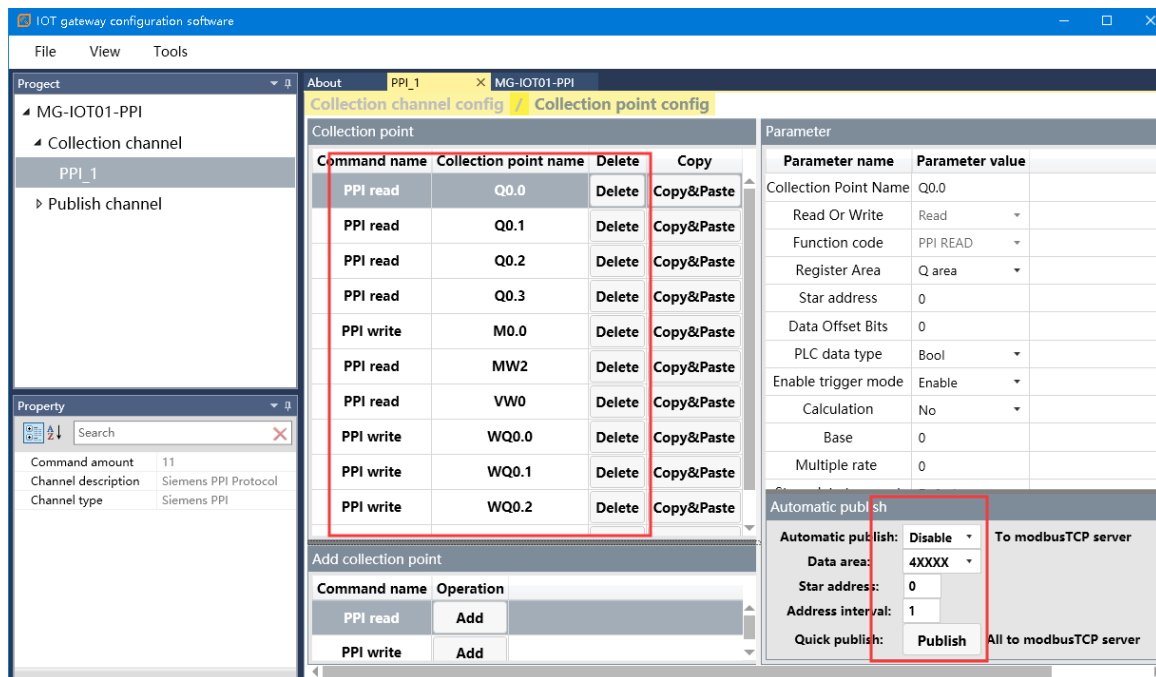 IOT gateway configuration software
File View Tools
Progect
MG-IOT01-PPI
Collection channel
PPI_1
Publish channel
Property
Search
Command amount 11
Channel description Siemens PPI Protocol
Channel type Siemens PPI
About PPI_1 MG-IOT01-PPI
Collection channel config / Collection point config
Collection point
Command name Collection point name Delete Copy
PPI read Q0.0 Delete Copy&Paste
PPI read Q0.1 Delete Copy&Paste
PPI read Q0.2 Delete Copy&Paste
PPI read Q0.3 Delete Copy&Paste
PPI write M0.0 Delete Copy&Paste
PPI read MW2 Delete Copy&Paste
PPI read VW0 Delete Copy&Paste
PPI write WQ0.0 Delete Copy&Paste
PPI write WQ0.1 Delete Copy&Paste
PPI write WQ0.2 Delete Copy&Paste
Add collection point
Command name Operation
PPI read Add
PPI write Add
Parameter
Parameter name Parameter value
Collection Point Name Q0.0
Read Or Write Read
Function code PPI READ
Register Area Q area
Star address 0
Data Offset Bits 0
PLC data type Bool
Enable trigger mode Enable
Calculation No
Base 0
Multiple rate 0
Automatic publish
Automatic publish: Disable To modbusTCP server
Data area: 4XXXX
Star address: 0
Address interval: 1
Quick publish: Publish All to modbusTCP server